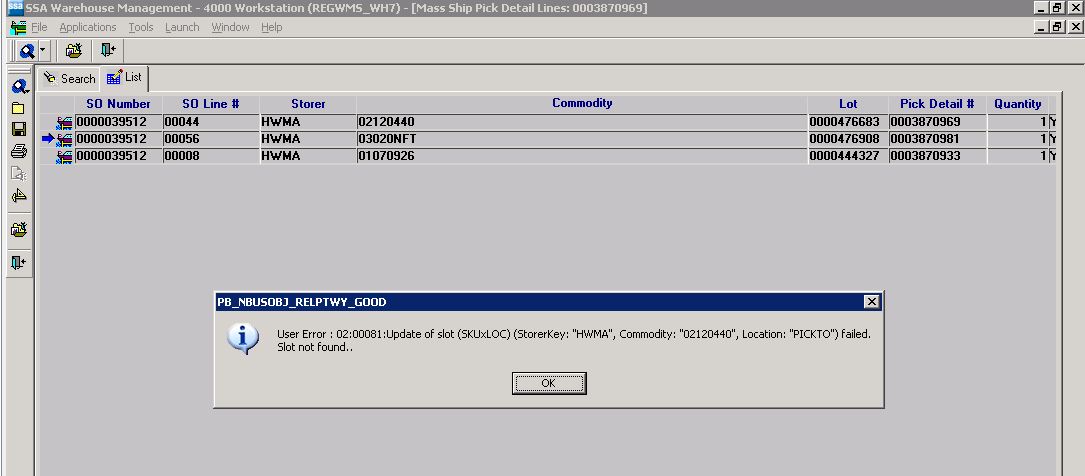 SSA Warehouse Management - 4000 Workstation (REGWMS_WH7) - [Mass Ship Pick Detail Lines: 0003870969]
File Applications Tools Launch Window Help
Search List
SO Number SO Line # Storer Commodity Lot Pick Detail # Quantity
0000039512 00044 HWMA 02120440 0000476683 0003870969 1 Y
0000039512 00056 HWMA 03020NFT 0000476908 0003870981 1 Y
0000039512 00008 HWMA 01070926 0000444327 0003870933 1 Y
PB_NBUSOBJ_RELPTWY_GOOD
User Error : 02:00081:Update of slot (SKUxLOC) (StorerKey: "HWMA", Commodity: "02120440", Location: "PICKTO") failed.
Slot not found..
OK